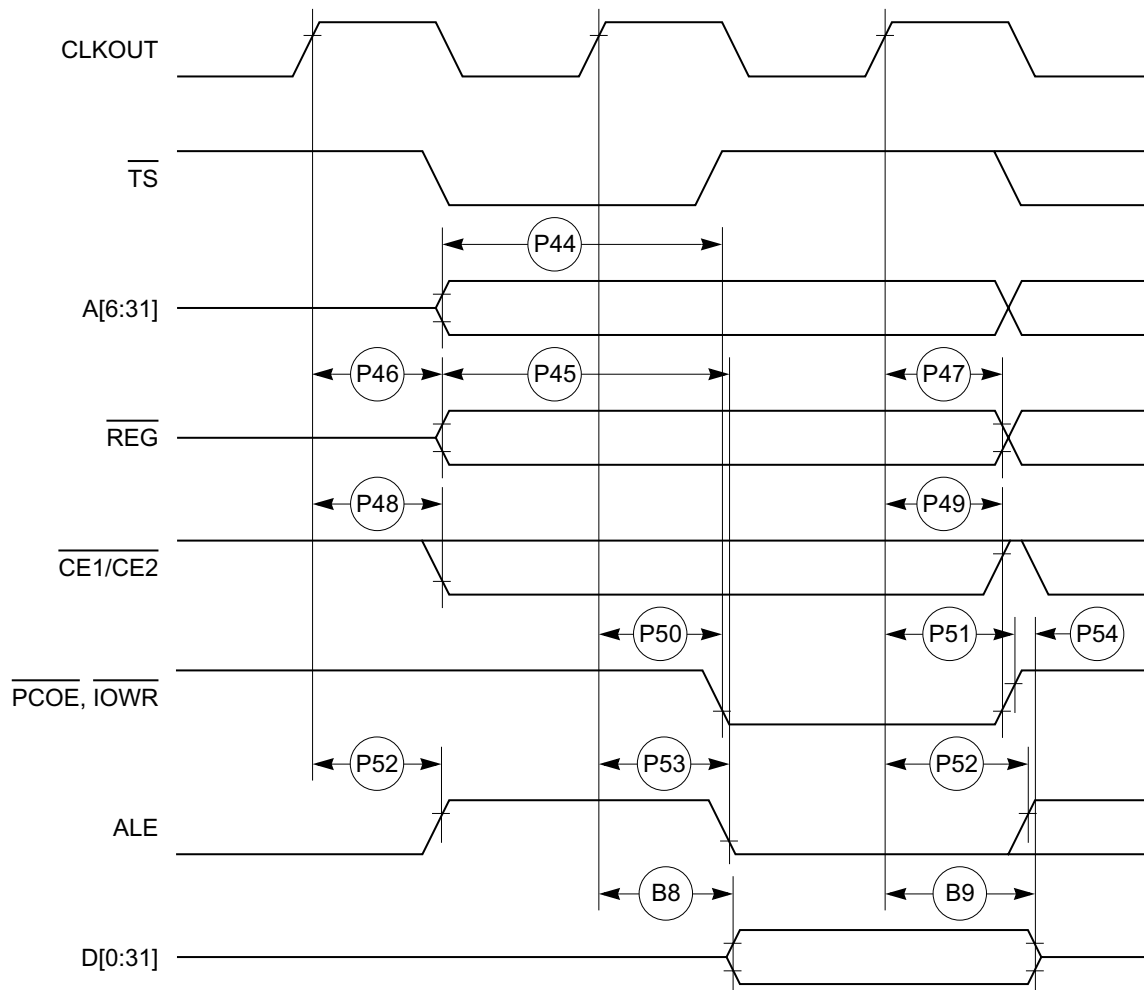 CLKOUT
TS
P44
A[6:31]
P46 P45 P47
REG
P48 P49
CE1/CE2
P50 P51 P54
PCOE, IOWR
P52 P53 P52
ALE
B8 B9
D[0:31]